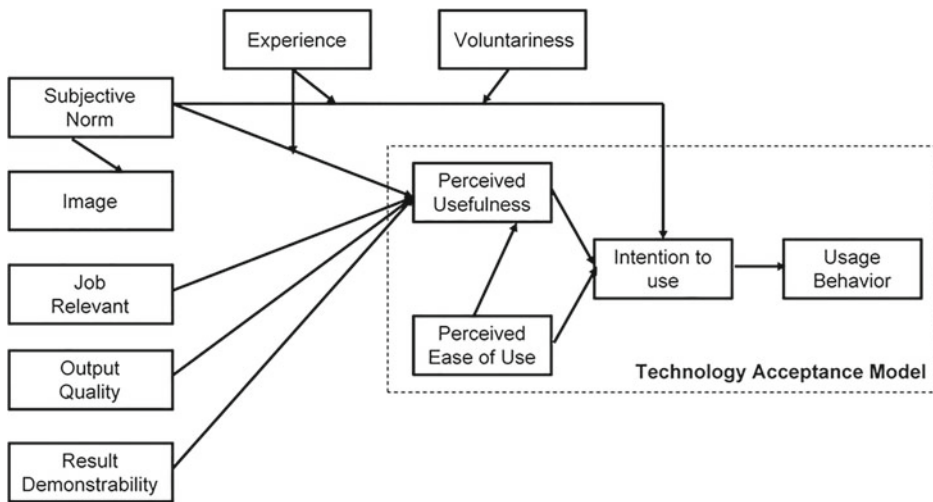 Experience
Voluntariness
Subjective
Norm
Image
Perceived
Usefulness
Job
Relevant
Intention to
use
Usage
Behavior
Perceived
Ease of Use
Output
Quality
Technology Acceptance Model
Result
Demonstrability